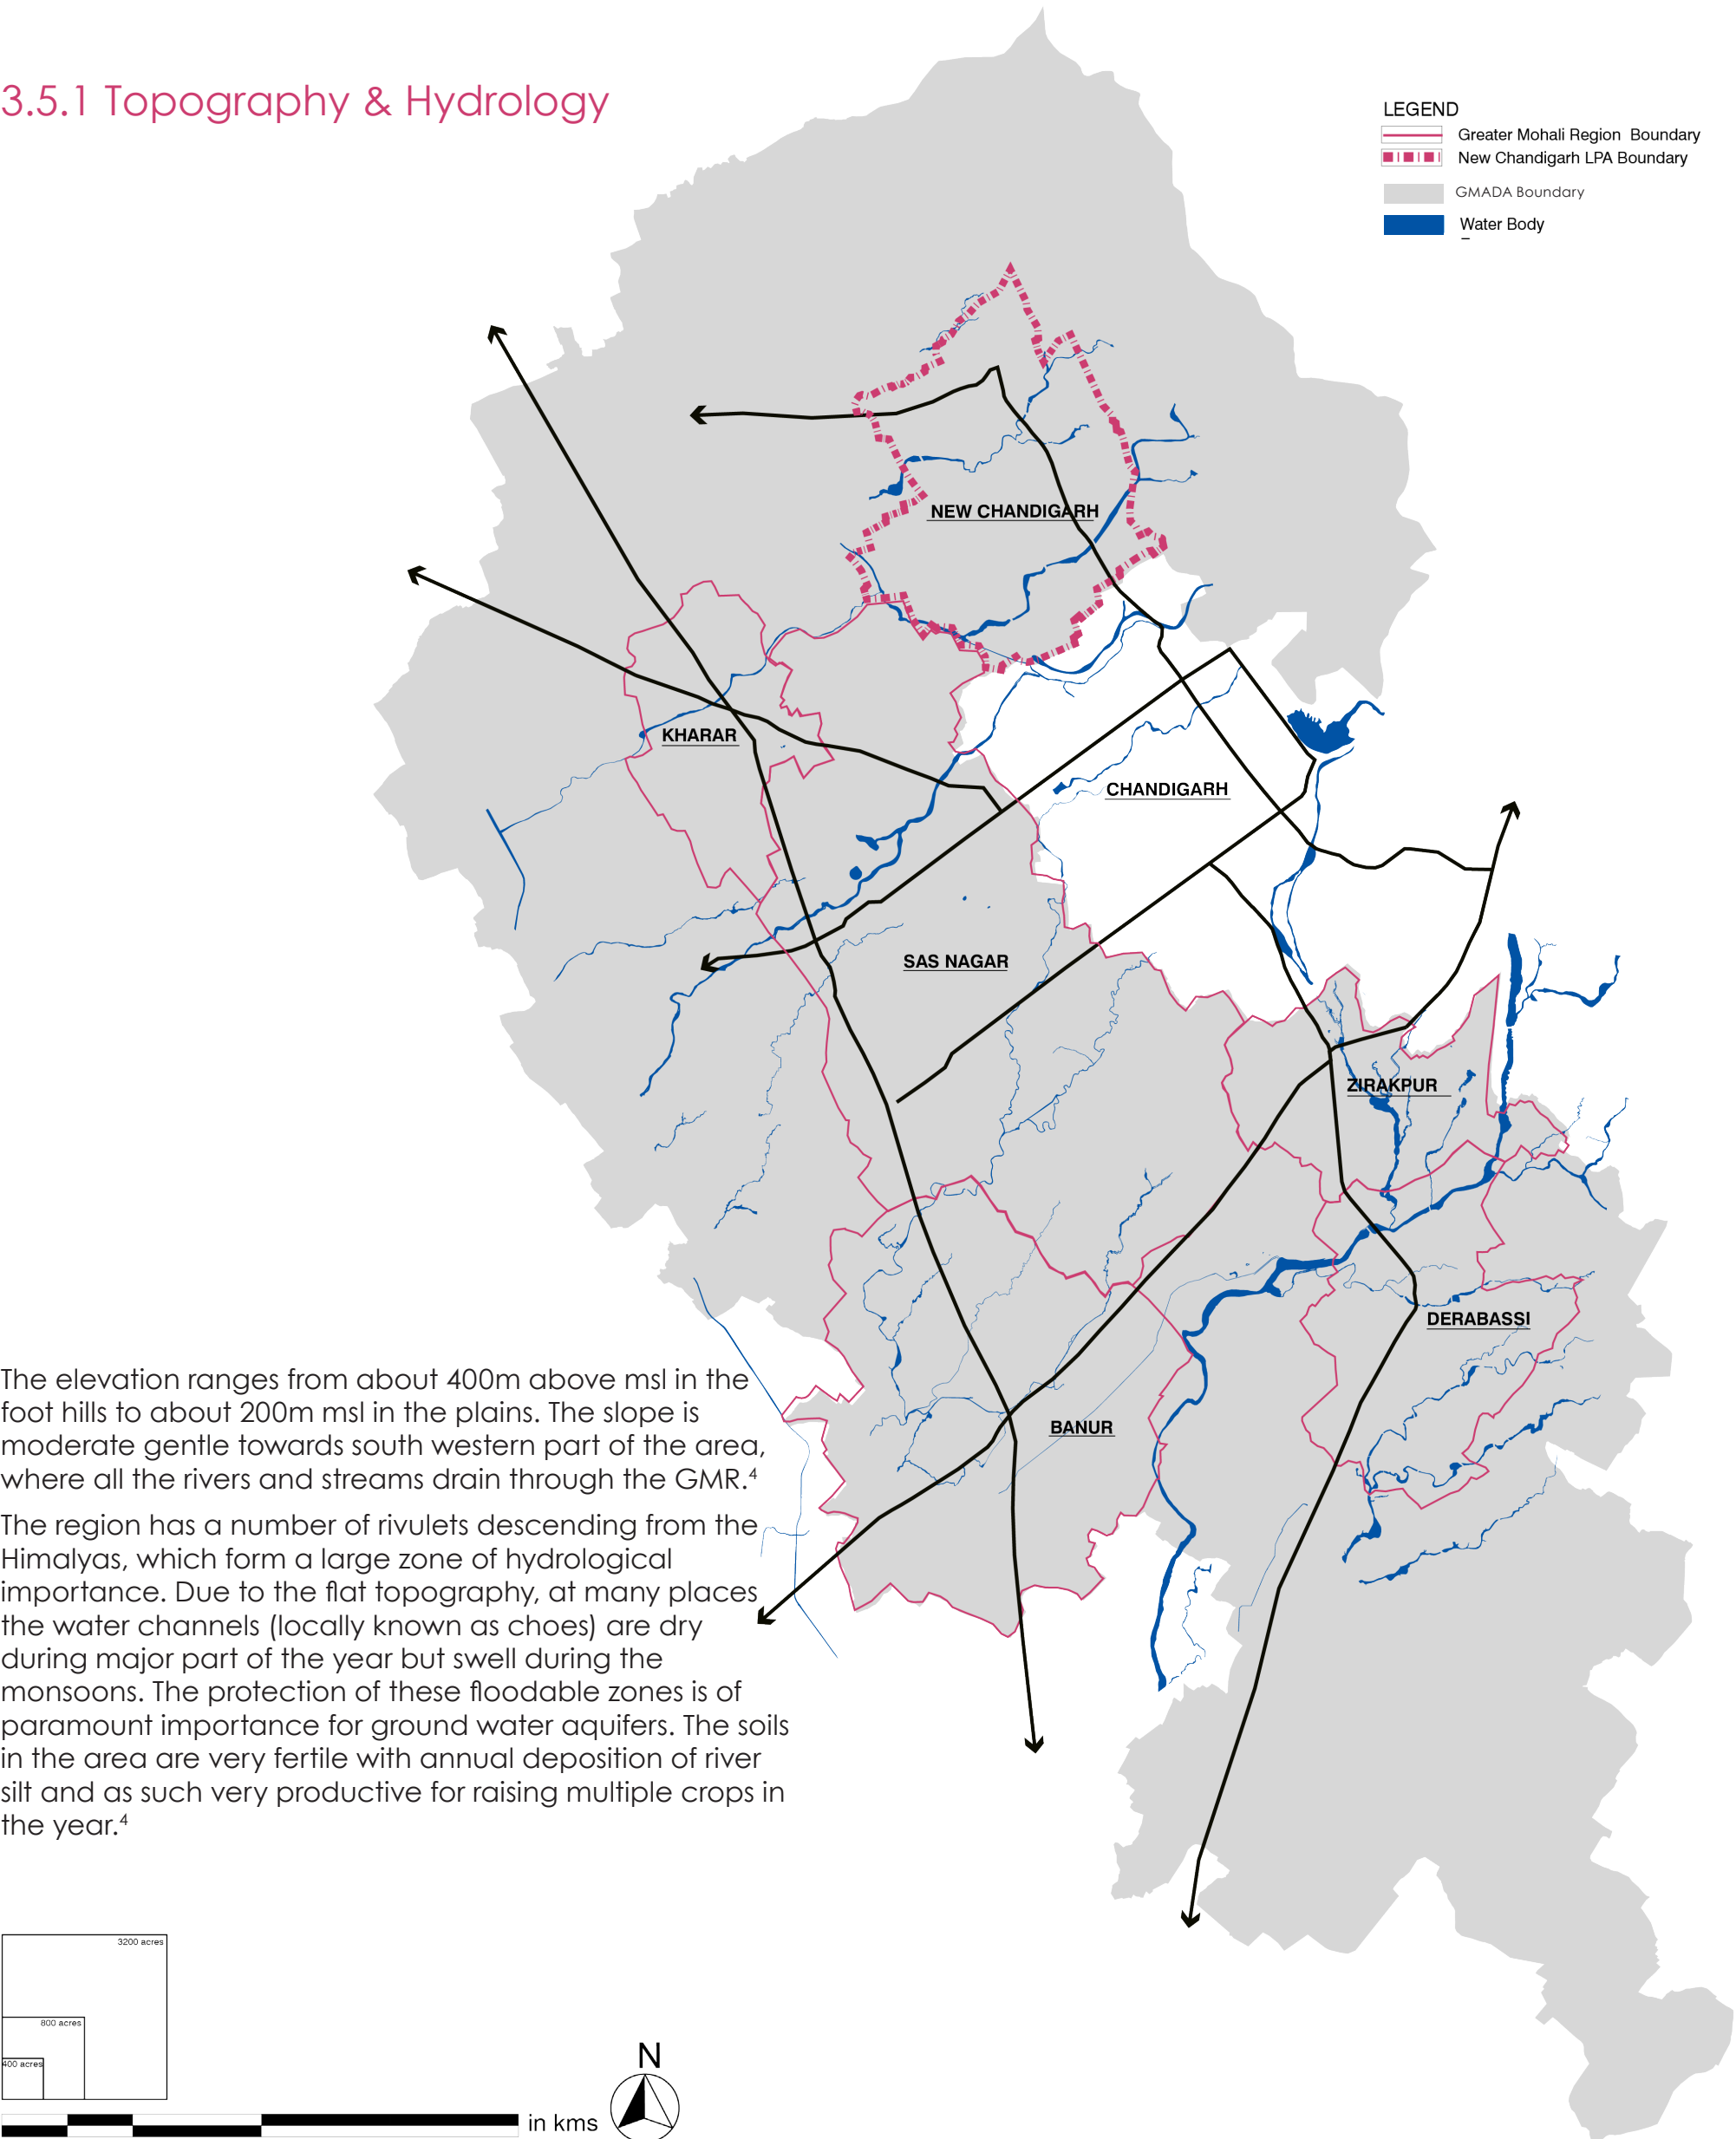 3.5.1 Topography & Hydrology
LEGEND
Greater Mohali Region Boundary
New Chandigarh LPA Boundary
GMADA Boundary
Water Body
NEW CHANDIGARH
KHARAR
CHANDIGARH
SAS NAGAR
ZIRAKPUR
DERABASSI
BANUR
The elevation ranges from about 400m above msl in the
foot hills to about 200m msl in the plains. The slope is
moderate gentle towards south western part of the area,
where all the rivers and streams drain through the GMR.⁴
The region has a number of rivulets descending from the
Himalyas, which form a large zone of hydrological
importance. Due to the flat topography, at many places
the water channels (locally known as choes) are dry
during major part of the year but swell during the
monsoons. The protection of these floodable zones is of
paramount importance for ground water aquifers. The soils
in the area are very fertile with annual deposition of river
silt and as such very productive for raising multiple crops in
the year.⁴
3200 acres
800 acres
400 acres
N
in kms